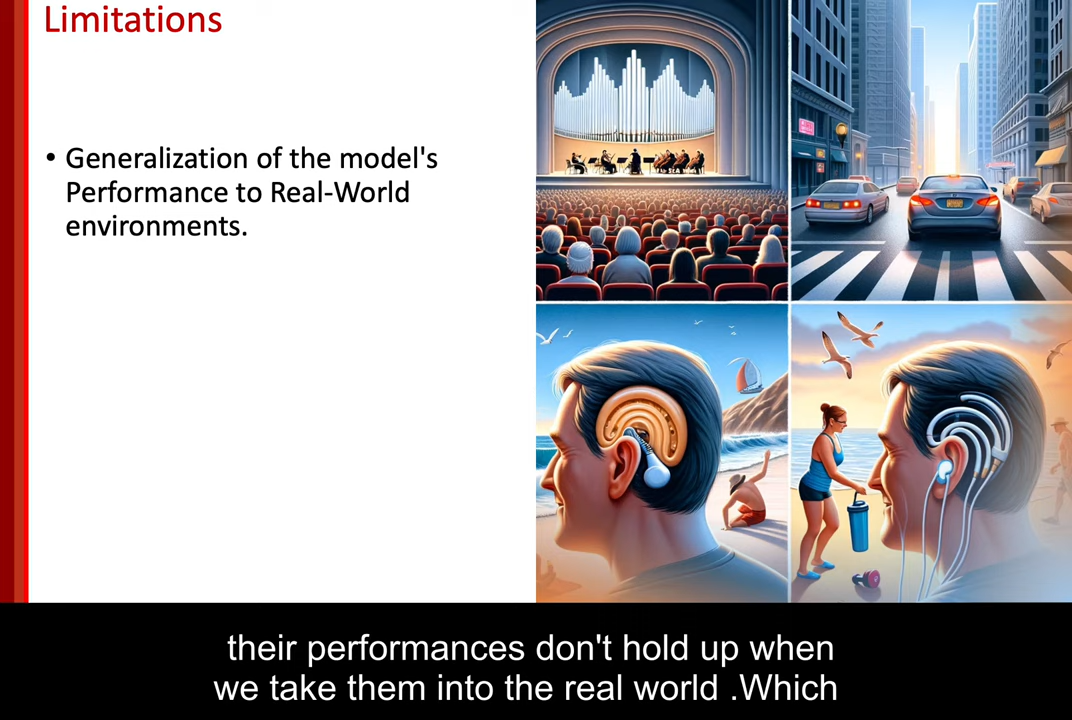 Limitations
• Generalization of the model's
Performance to Real-World
environments.
their performances don't hold up when
we take them into the real world .Which